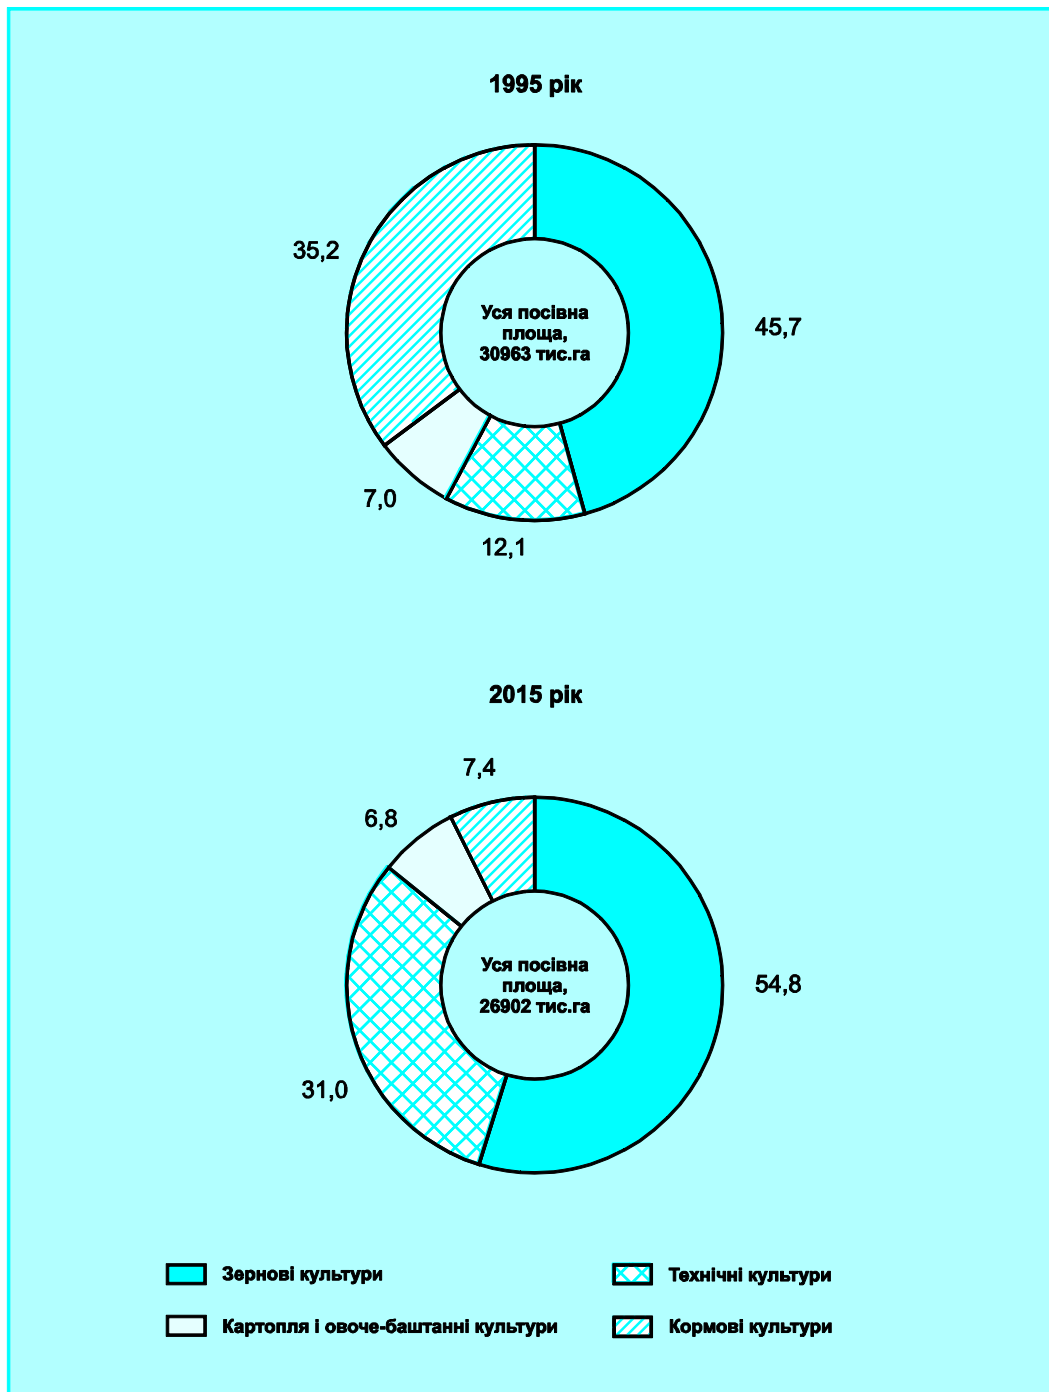 1995 рік
35,2
Уся посівна
площа,
30963 тис.га
45,7
7,0
12,1
2015 рік
7,4
6,8
Уся посівна
площа,
26902 тис.га
54,8
31,0
Зернові культури
Технічні культури
Картопля і овоче-баштанні культури
Кормові культури